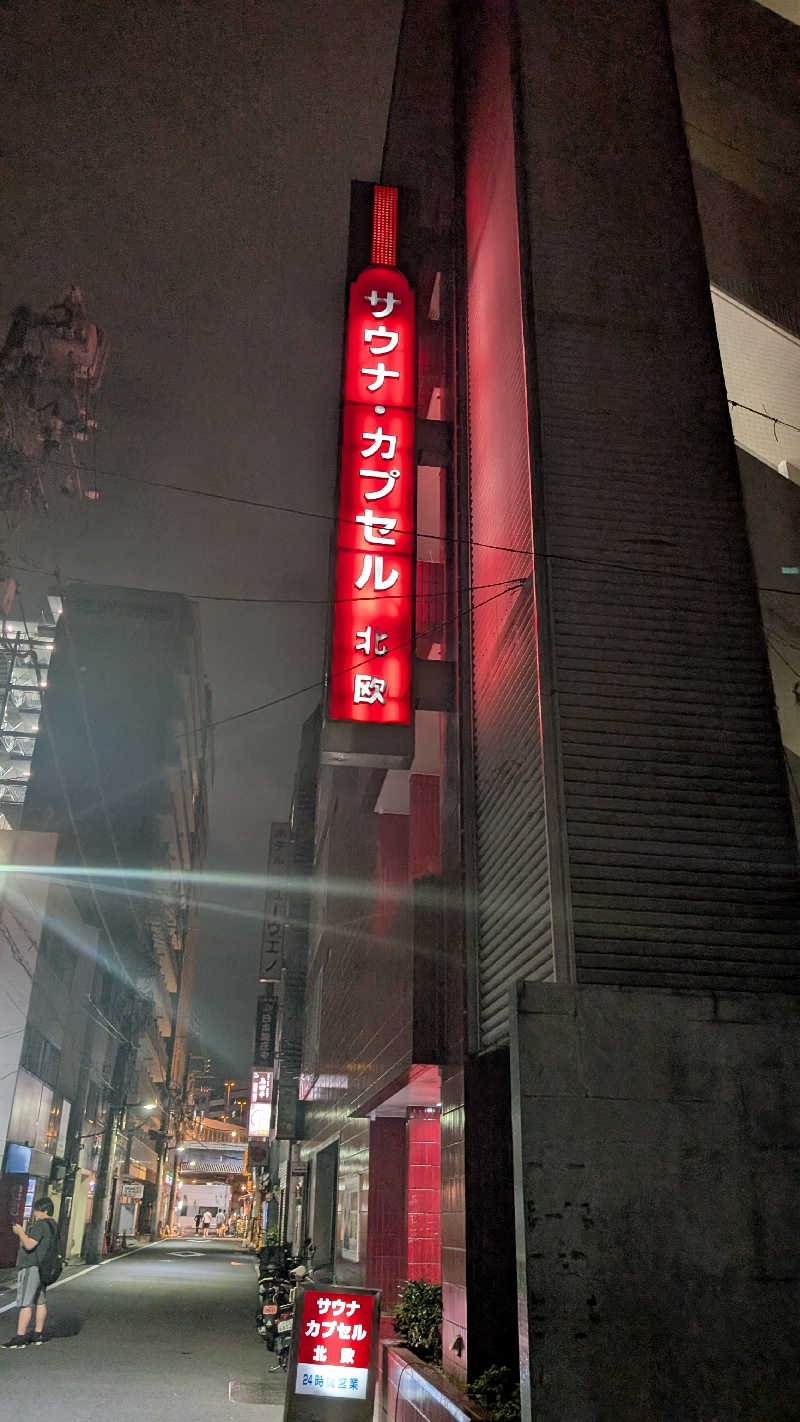 サウナ・カプセル 北欧
サウナ
カプセル
北 欧
24時間営業